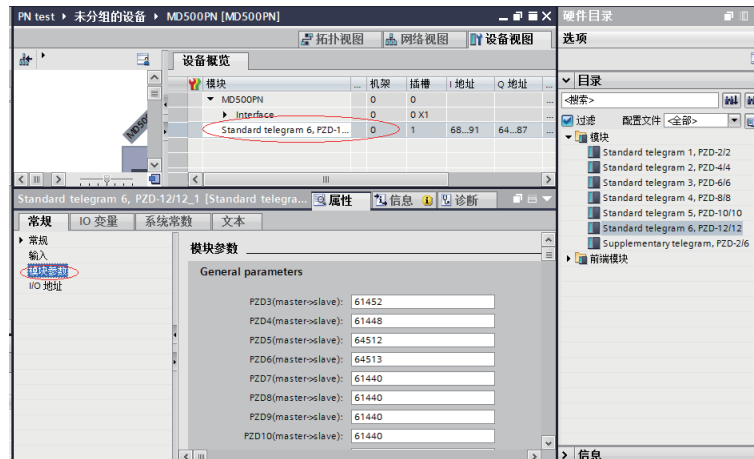 PN test ▸ 未分组的设备 ▸ MD500PN [MD500PN]
拓扑视图 网络视图 设备视图
设备概览
模块 ... 机架 插槽 I 地址 Q 地址 ...
MD500PN 0 0 ...
Interface 0 0 X1 ...
Standard telegram 6, PZD-1... 0 1 68...91 64...87 ...
Standard telegram 6, PZD-12/12_1 [Standard telegra... 属性 信息 诊断
常规 IO 变量 系统常数 文本
常规
输入
模块参数
I/O 地址
模块参数
General parameters
PZD3(master->slave): 61452
PZD4(master->slave): 61448
PZD5(master->slave): 64512
PZD6(master->slave): 64513
PZD7(master->slave): 61440
PZD8(master->slave): 61440
PZD9(master->slave): 61440
PZD10(master->slave): 61440
硬件目录
选项
目录
<搜索>
过滤 配置文件 <全部>
模块
Standard telegram 1, PZD-2/2
Standard telegram 2, PZD-4/4
Standard telegram 3, PZD-6/6
Standard telegram 4, PZD-8/8
Standard telegram 5, PZD-10/10
Standard telegram 6, PZD-12/12
Supplementary telegram, PZD-2/6
前端模块
信息